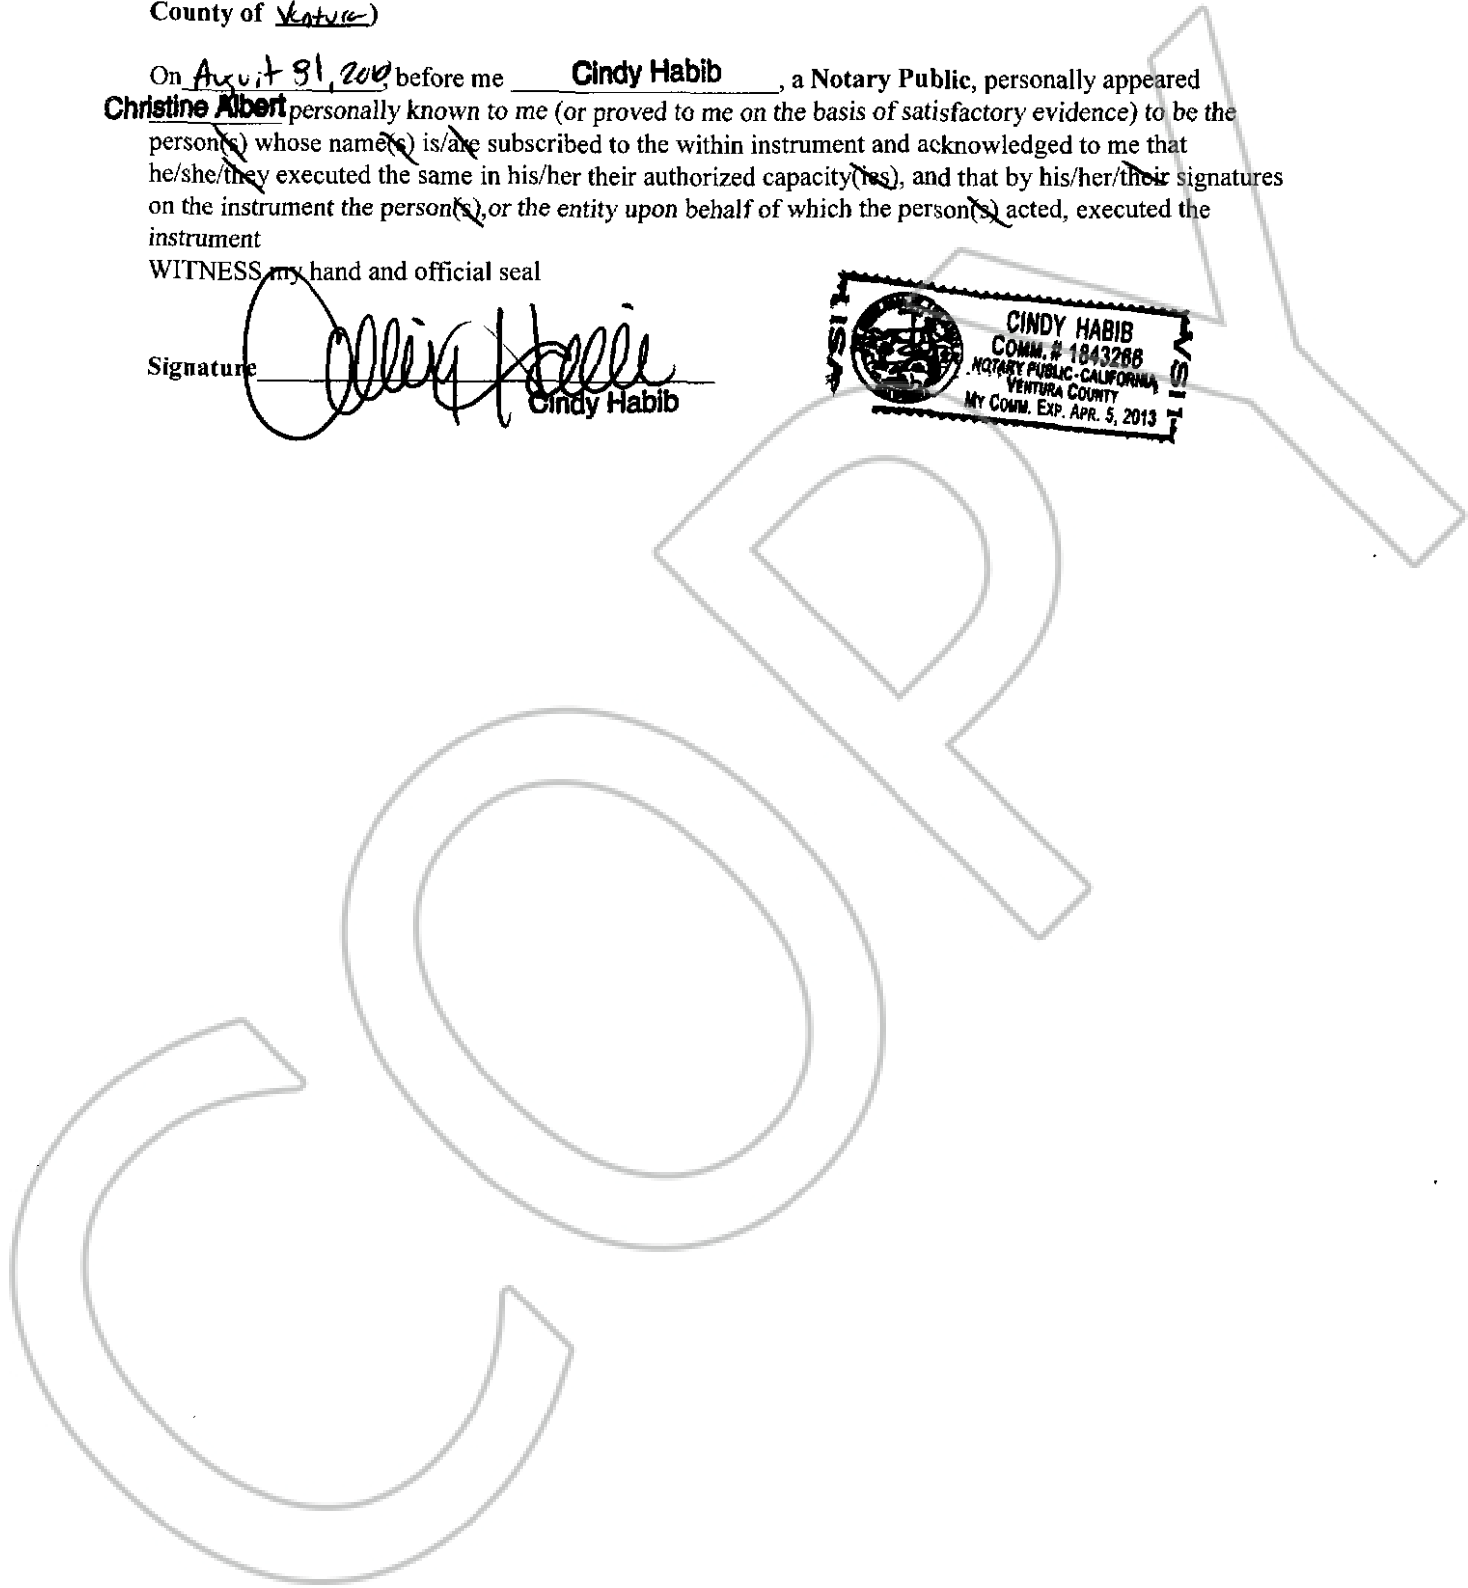 County of Ventura)
On August 31, 2010, before me Cindy Habib, a Notary Public, personally appeared
Christine Albert personally known to me (or proved to me on the basis of satisfactory evidence) to be the
person(s) whose name(s) is/are subscribed to the within instrument and acknowledged to me that
he/she/they executed the same in his/her their authorized capacity(ies), and that by his/her/their signatures
on the instrument the person(s),or the entity upon behalf of which the person(s) acted, executed the
instrument
WITNESS my hand and official seal
Signature
Cindy Habib
CINDY HABIB
COMM. # 1843266
NOTARY PUBLIC-CALIFORNIA
VENTURA COUNTY
MY COMM. EXP. APR. 5, 2013
COPY